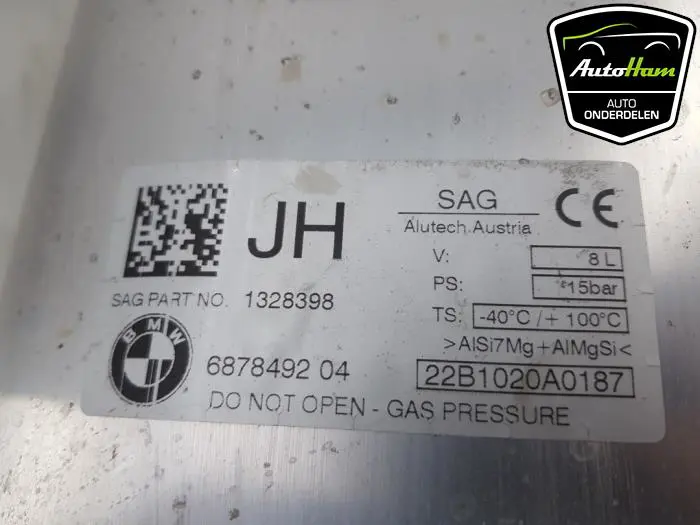 AutoHam
AUTO
ONDERDELEN
JH
SAG
Alutech Austria
CE
V: 8 L
PS: 15bar
TS: -40°C / + 100°C
SAG PART NO. 1328398
>AlSi7Mg+AlMgSi<
BMW
6878492 04
22B1020A0187
DO NOT OPEN - GAS PRESSURE